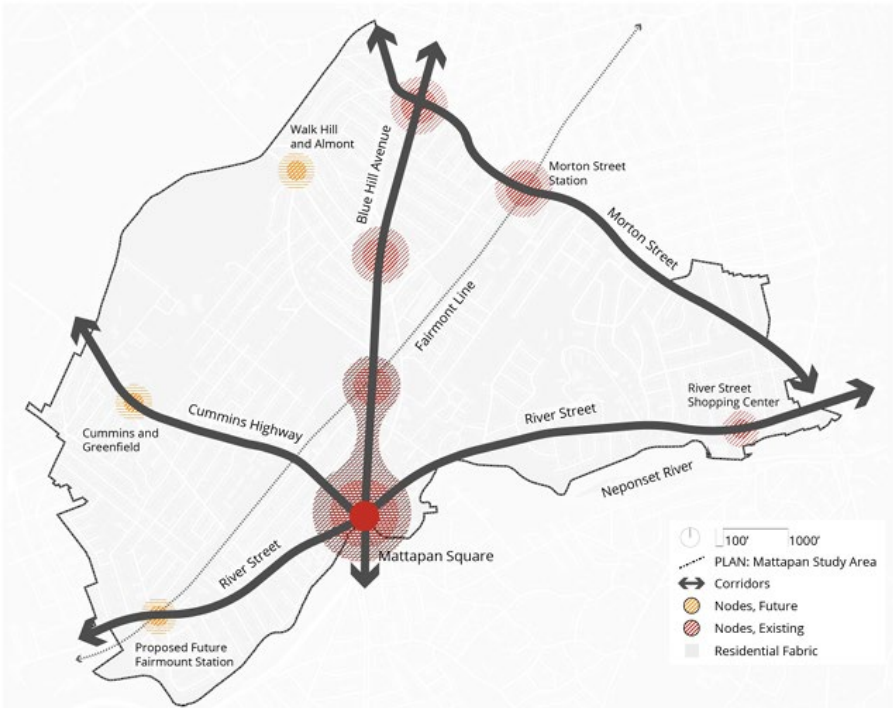 Walk Hill
and Almont
Blue Hill Avenue
Morton Street
Station
Morton Street
Fairmont Line
River Street
Shopping Center
River Street
Cummins Highway
Cummins and
Greenfield
Neponset River
Mattapan Square
River Street
Proposed Future
Fairmount Station
100' 1000'
PLAN: Mattapan Study Area
Corridors
Nodes, Future
Nodes, Existing
Residential Fabric